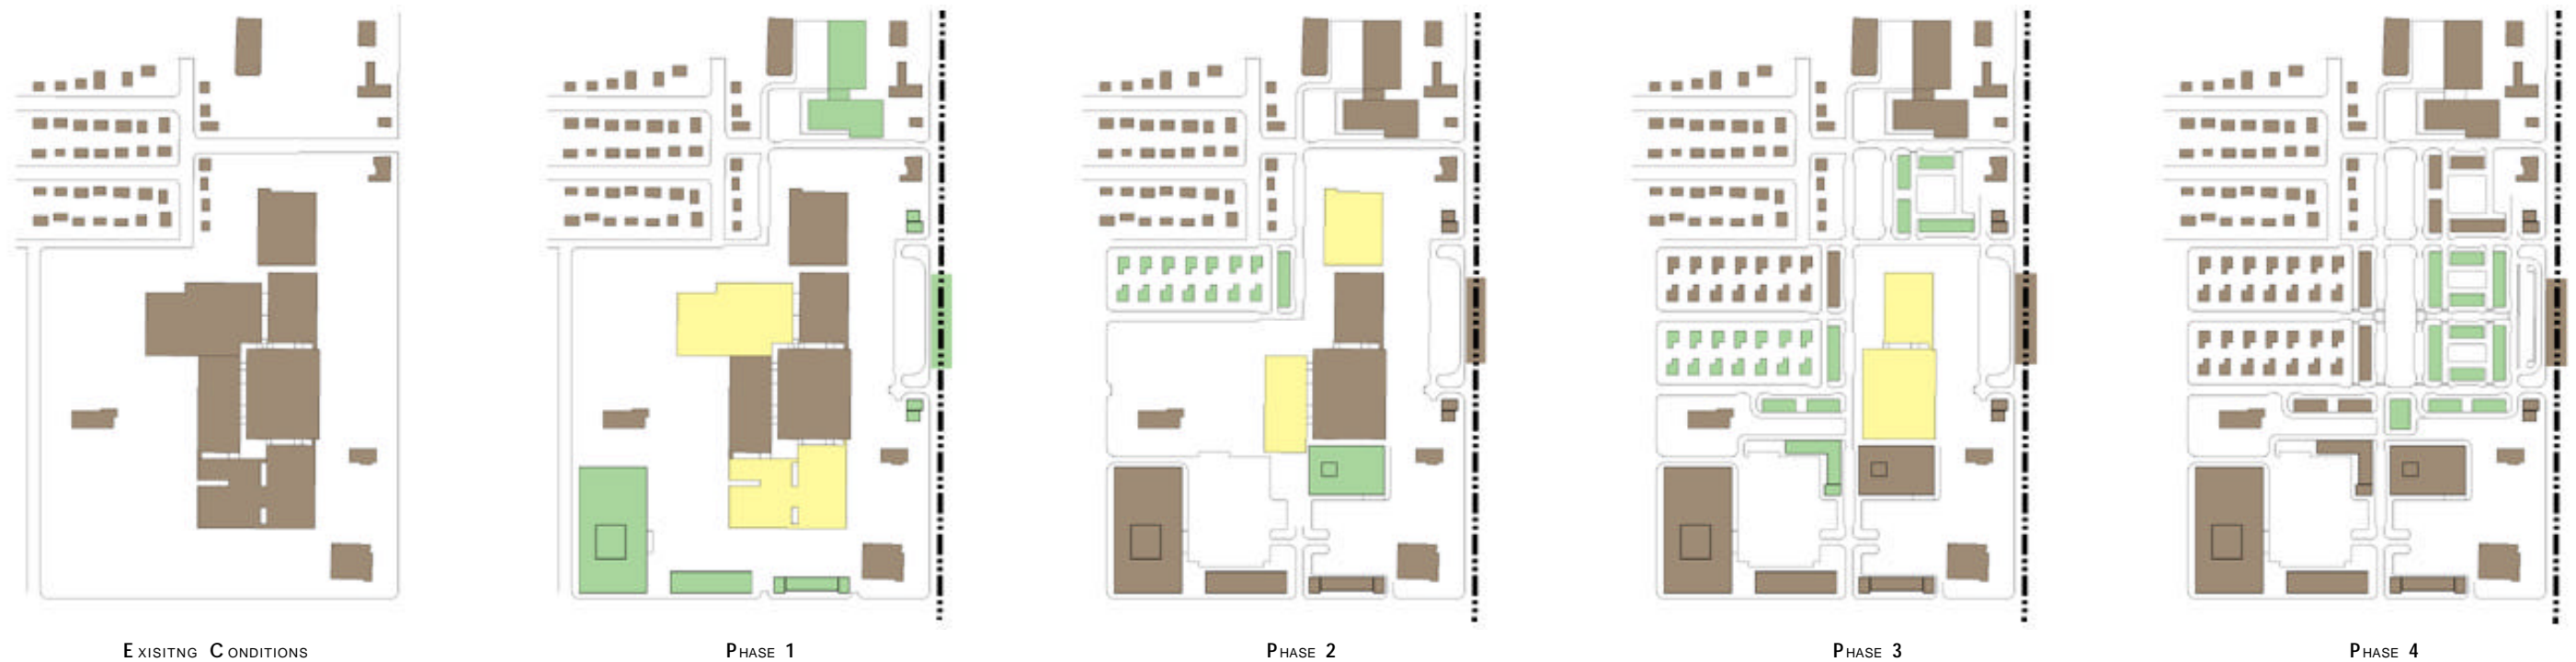 EXISITNG CONDITIONS
PHASE 1
PHASE 2
PHASE 3
PHASE 4